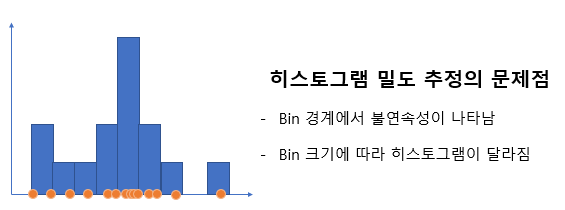 히스토그램 밀도 추정의 문제점
- Bin 경계에서 불연속성이 나타남
- Bin 크기에 따라 히스토그램이 달라짐